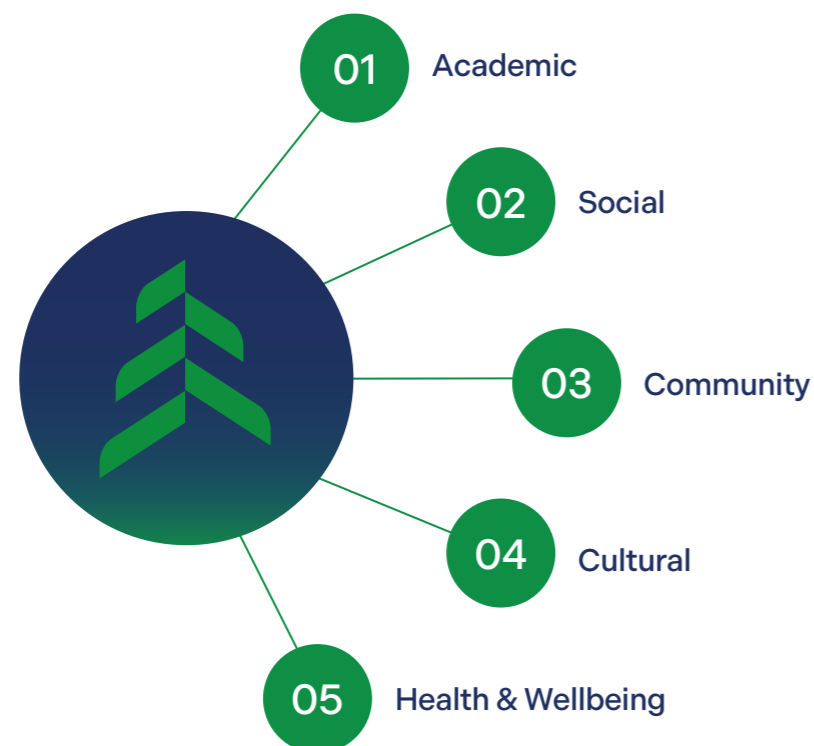 01 Academic
02 Social
03 Community
04 Cultural
05 Health & Wellbeing